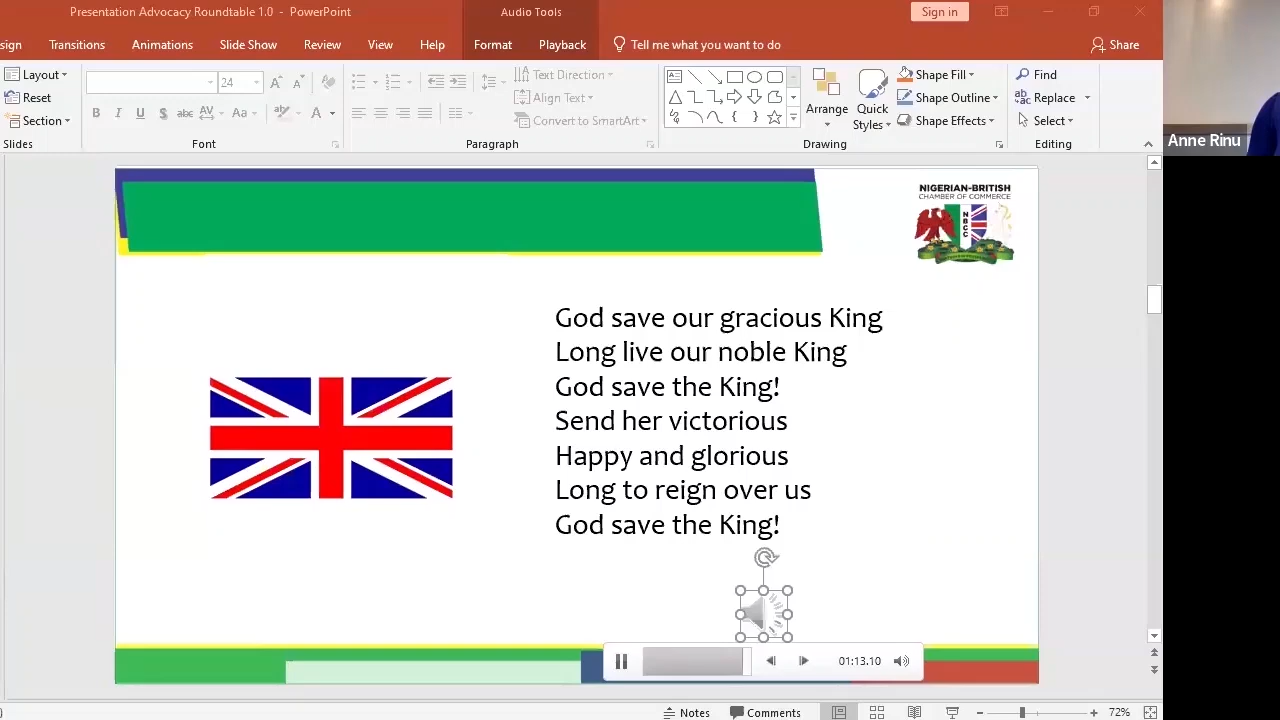 Presentation Advocacy Roundtable 1.0 - PowerPoint
Audio Tools
Sign in
sign Transitions Animations Slide Show Review View Help Format Playback Tell me what you want to do Share
Layout 24 Text Direction Shape Fill Find
Reset Align Text Arrange Quick Styles Shape Outline Replace
Section B I U S abc AV Aa A Convert to SmartArt Shape Effects Select
Slides Font Paragraph Drawing Editing
Anne Rinu
NIGERIAN-BRITISH
CHAMBER OF COMMERCE
NBCC
God save our gracious King
Long live our noble King
God save the King!
Send her victorious
Happy and glorious
Long to reign over us
God save the King!
01:13.10
Notes Comments 72%